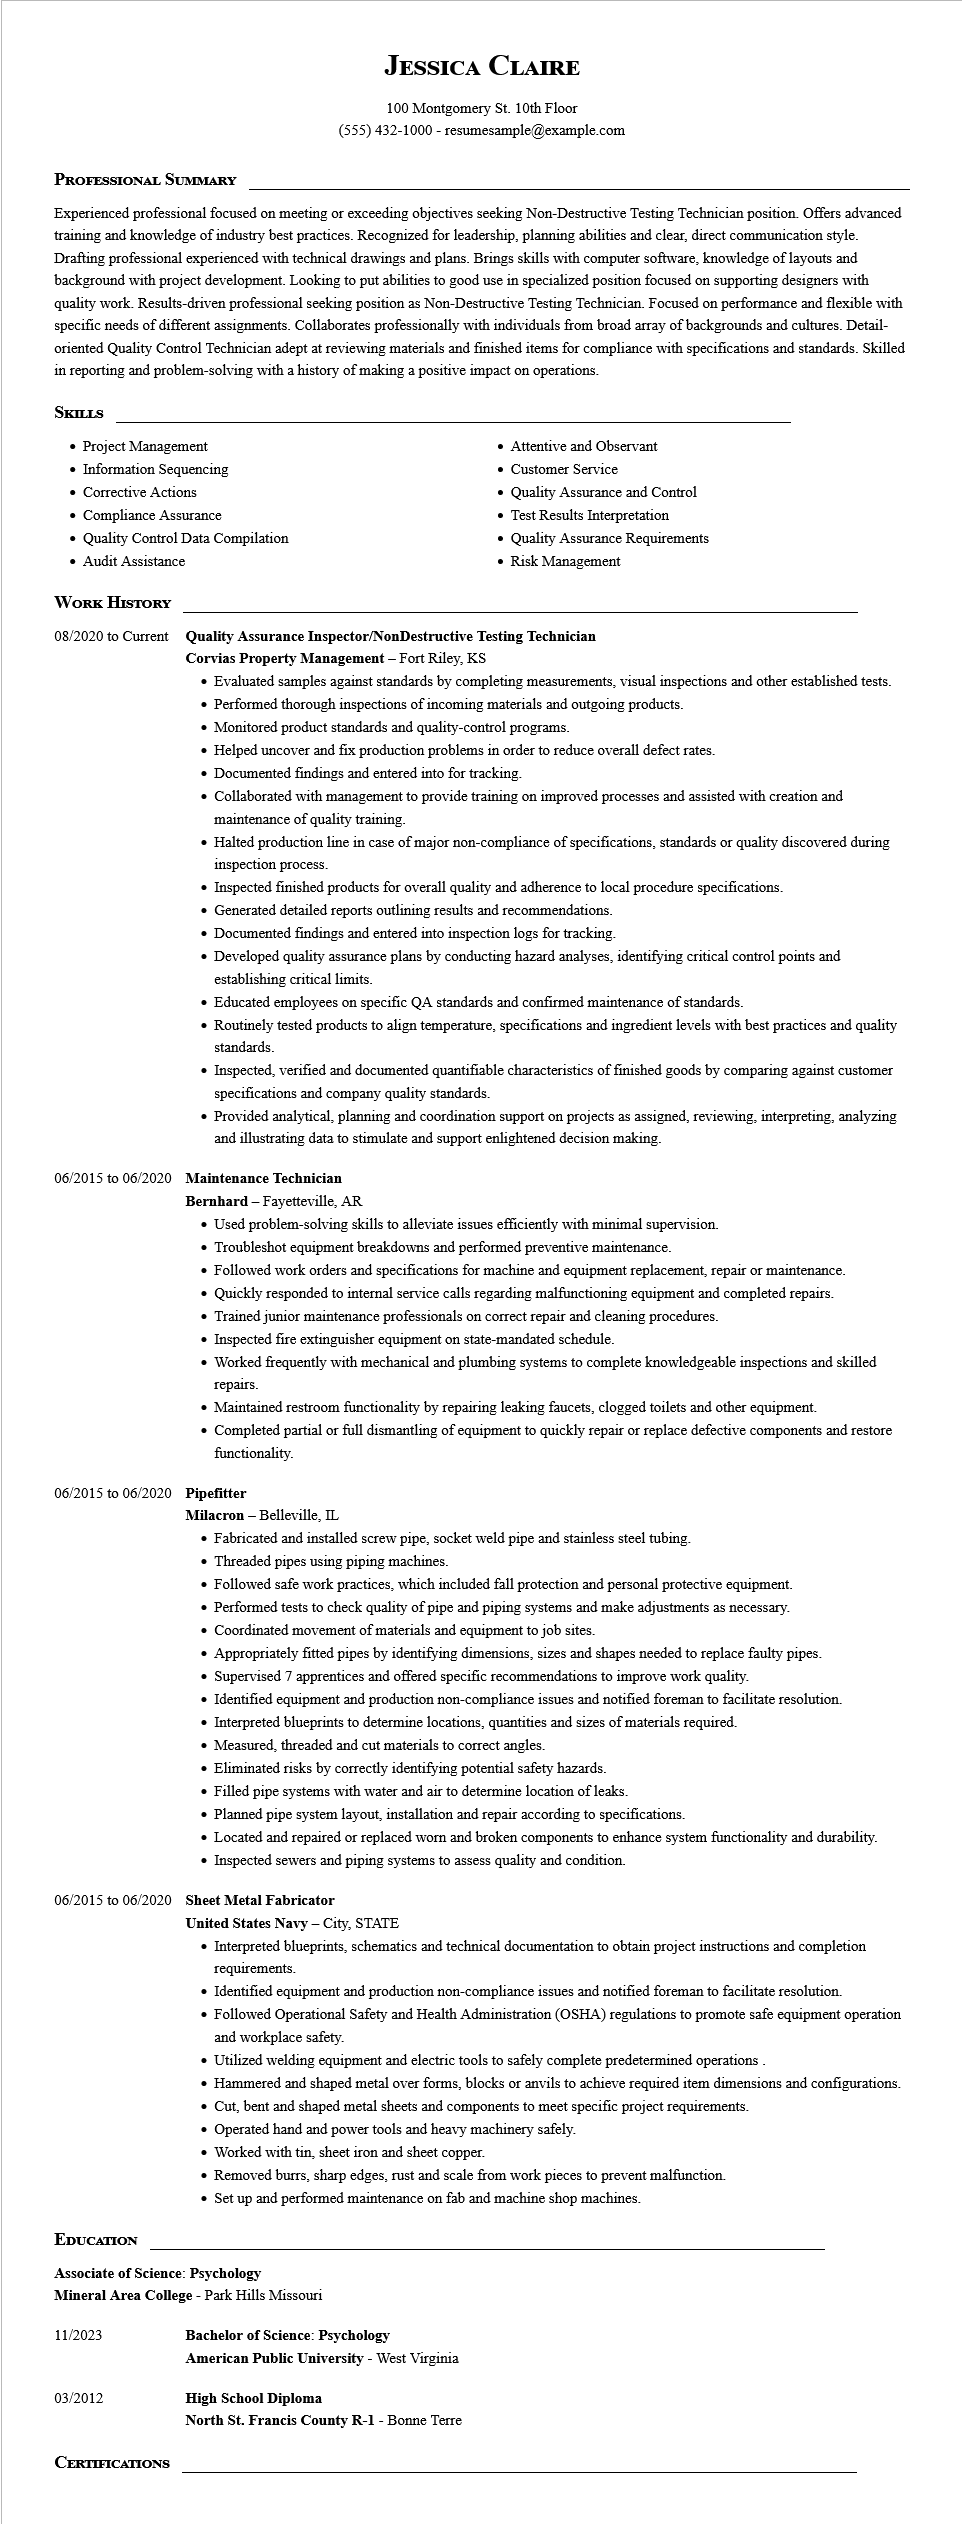 Jessica Claire
100 Montgomery St. 10th Floor
(555) 432-1000 - resumesample@example.com
Professional Summary
Experienced professional focused on meeting or exceeding objectives seeking Non-Destructive Testing Technician position. Offers advanced
training and knowledge of industry best practices. Recognized for leadership, planning abilities and clear, direct communication style.
Drafting professional experienced with technical drawings and plans. Brings skills with computer software, knowledge of layouts and
background with project development. Looking to put abilities to good use in specialized position focused on supporting designers with
quality work. Results-driven professional seeking position as Non-Destructive Testing Technician. Focused on performance and flexible with
specific needs of different assignments. Collaborates professionally with individuals from broad array of backgrounds and cultures. Detail-
oriented Quality Control Technician adept at reviewing materials and finished items for compliance with specifications and standards. Skilled
in reporting and problem-solving with a history of making a positive impact on operations.
Skills
• Project Management
• Information Sequencing
• Corrective Actions
• Compliance Assurance
• Quality Control Data Compilation
• Audit Assistance
• Attentive and Observant
• Customer Service
• Quality Assurance and Control
• Test Results Interpretation
• Quality Assurance Requirements
• Risk Management
Work History
08/2020 to Current Quality Assurance Inspector/NonDestructive Testing Technician
Corvias Property Management – Fort Riley, KS
• Evaluated samples against standards by completing measurements, visual inspections and other established tests.
• Performed thorough inspections of incoming materials and outgoing products.
• Monitored product standards and quality-control programs.
• Helped uncover and fix production problems in order to reduce overall defect rates.
• Documented findings and entered into for tracking.
• Collaborated with management to provide training on improved processes and assisted with creation and
maintenance of quality training.
• Halted production line in case of major non-compliance of specifications, standards or quality discovered during
inspection process.
• Inspected finished products for overall quality and adherence to local procedure specifications.
• Generated detailed reports outlining results and recommendations.
• Documented findings and entered into inspection logs for tracking.
• Developed quality assurance plans by conducting hazard analyses, identifying critical control points and
establishing critical limits.
• Educated employees on specific QA standards and confirmed maintenance of standards.
• Routinely tested products to align temperature, specifications and ingredient levels with best practices and quality
standards.
• Inspected, verified and documented quantifiable characteristics of finished goods by comparing against customer
specifications and company quality standards.
• Provided analytical, planning and coordination support on projects as assigned, reviewing, interpreting, analyzing
and illustrating data to stimulate and support enlightened decision making.
06/2015 to 06/2020 Maintenance Technician
Bernhard – Fayetteville, AR
• Used problem-solving skills to alleviate issues efficiently with minimal supervision.
• Troubleshot equipment breakdowns and performed preventive maintenance.
• Followed work orders and specifications for machine and equipment replacement, repair or maintenance.
• Quickly responded to internal service calls regarding malfunctioning equipment and completed repairs.
• Trained junior maintenance professionals on correct repair and cleaning procedures.
• Inspected fire extinguisher equipment on state-mandated schedule.
• Worked frequently with mechanical and plumbing systems to complete knowledgeable inspections and skilled
repairs.
• Maintained restroom functionality by repairing leaking faucets, clogged toilets and other equipment.
• Completed partial or full dismantling of equipment to quickly repair or replace defective components and restore
functionality.
06/2015 to 06/2020 Pipefitter
Milacron – Belleville, IL
• Fabricated and installed screw pipe, socket weld pipe and stainless steel tubing.
• Threaded pipes using piping machines.
• Followed safe work practices, which included fall protection and personal protective equipment.
• Performed tests to check quality of pipe and piping systems and make adjustments as necessary.
• Coordinated movement of materials and equipment to job sites.
• Appropriately fitted pipes by identifying dimensions, sizes and shapes needed to replace faulty pipes.
• Supervised 7 apprentices and offered specific recommendations to improve work quality.
• Identified equipment and production non-compliance issues and notified foreman to facilitate resolution.
• Interpreted blueprints to determine locations, quantities and sizes of materials required.
• Measured, threaded and cut materials to correct angles.
• Eliminated risks by correctly identifying potential safety hazards.
• Filled pipe systems with water and air to determine location of leaks.
• Planned pipe system layout, installation and repair according to specifications.
• Located and repaired or replaced worn and broken components to enhance system functionality and durability.
• Inspected sewers and piping systems to assess quality and condition.
06/2015 to 06/2020 Sheet Metal Fabricator
United States Navy – City, STATE
• Interpreted blueprints, schematics and technical documentation to obtain project instructions and completion
requirements.
• Identified equipment and production non-compliance issues and notified foreman to facilitate resolution.
• Followed Operational Safety and Health Administration (OSHA) regulations to promote safe equipment operation
and workplace safety.
• Utilized welding equipment and electric tools to safely complete predetermined operations .
• Hammered and shaped metal over forms, blocks or anvils to achieve required item dimensions and configurations.
• Cut, bent and shaped metal sheets and components to meet specific project requirements.
• Operated hand and power tools and heavy machinery safely.
• Worked with tin, sheet iron and sheet copper.
• Removed burrs, sharp edges, rust and scale from work pieces to prevent malfunction.
• Set up and performed maintenance on fab and machine shop machines.
Education
Associate of Science: Psychology
Mineral Area College - Park Hills Missouri
11/2023 Bachelor of Science: Psychology
American Public University - West Virginia
03/2012 High School Diploma
North St. Francis County R-1 - Bonne Terre
Certifications